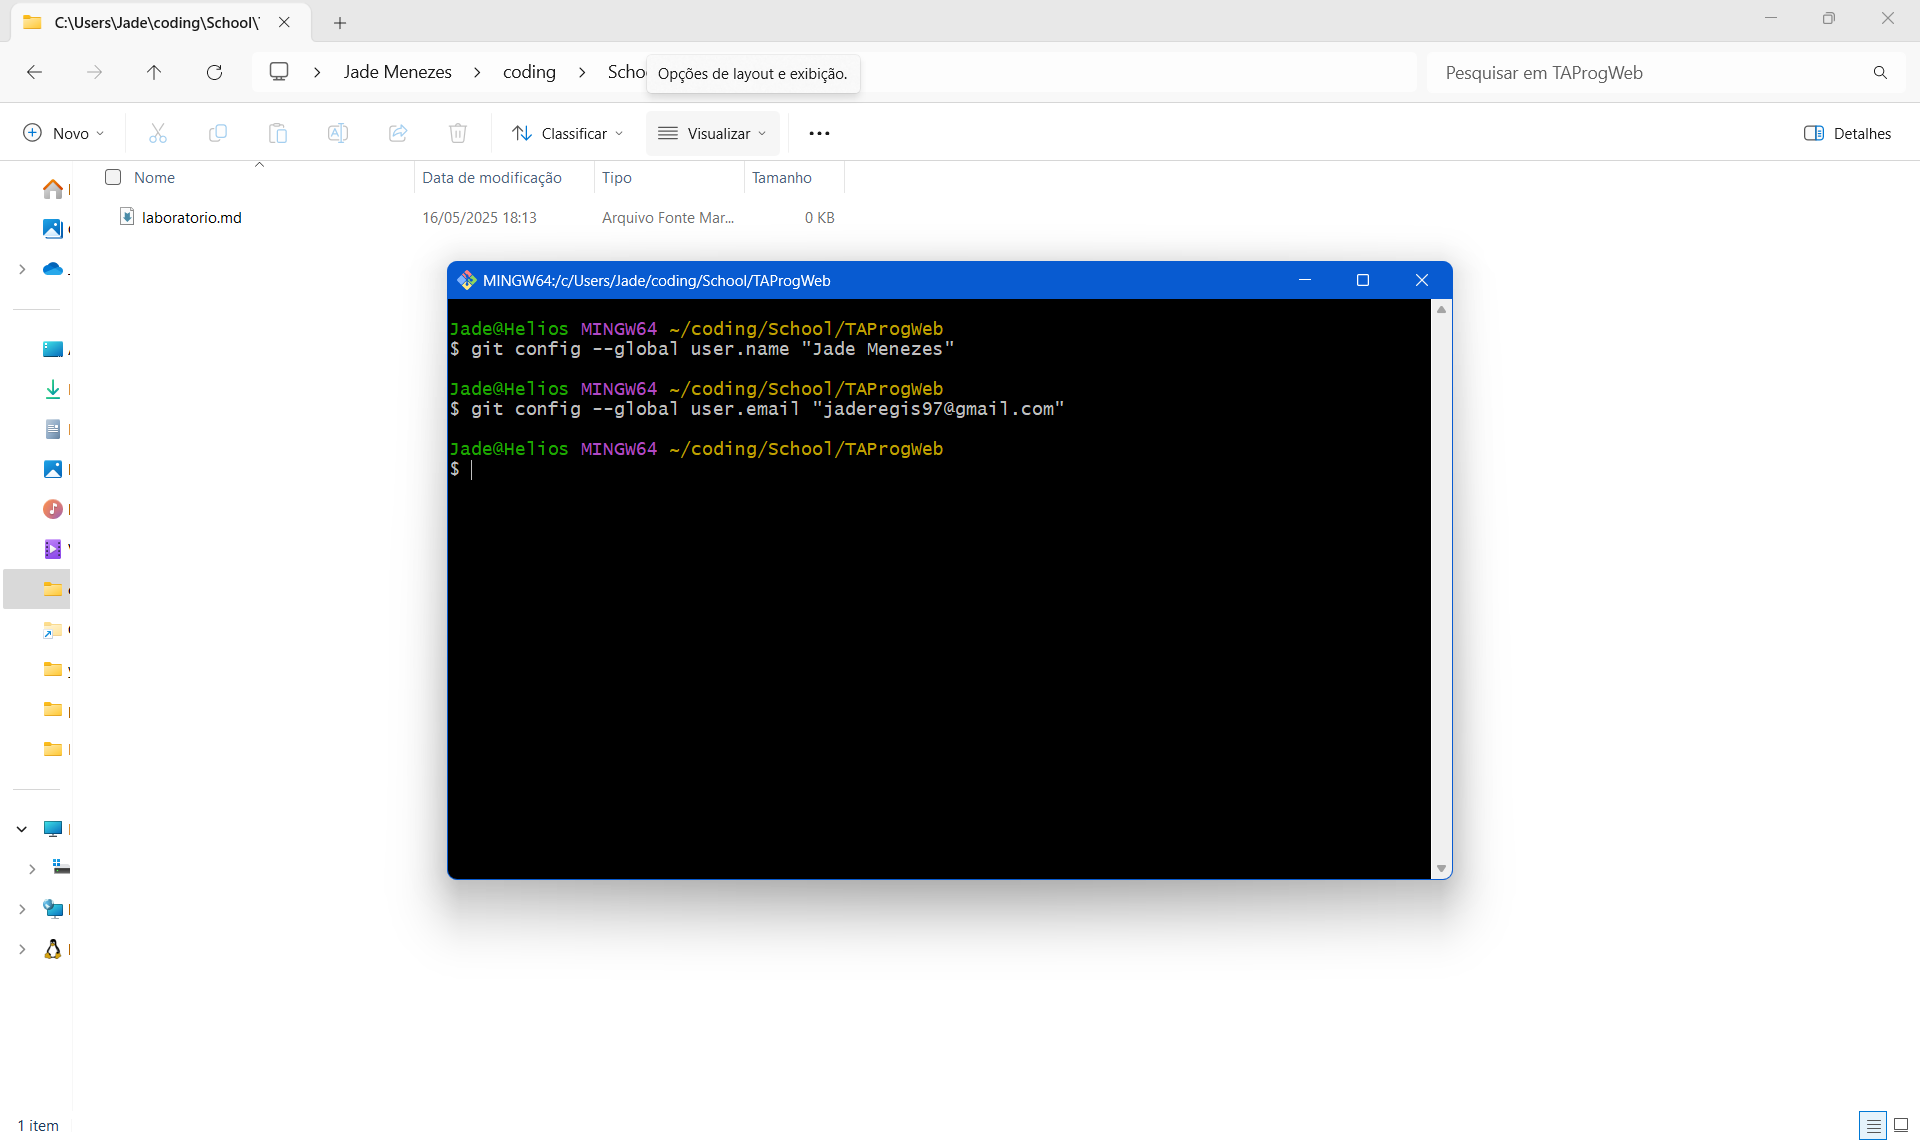 C:\Users\Jade\coding\School\
Jade Menezes
coding
Scho
Opções de layout e exibição.
Pesquisar em TAProgWeb
Novo
Classificar
Visualizar
Detalhes
Nome
Data de modificação
Tipo
Tamanho
laboratorio.md
16/05/2025 18:13
Arquivo Fonte Mar...
0 KB
MINGW64:/c/Users/Jade/coding/School/TAProgWeb
Jade@Helios MINGW64 ~/coding/School/TAProgWeb
$ git config --global user.name "Jade Menezes"
Jade@Helios MINGW64 ~/coding/School/TAProgWeb
$ git config --global user.email "jaderegis97@gmail.com"
Jade@Helios MINGW64 ~/coding/School/TAProgWeb
$
1 item